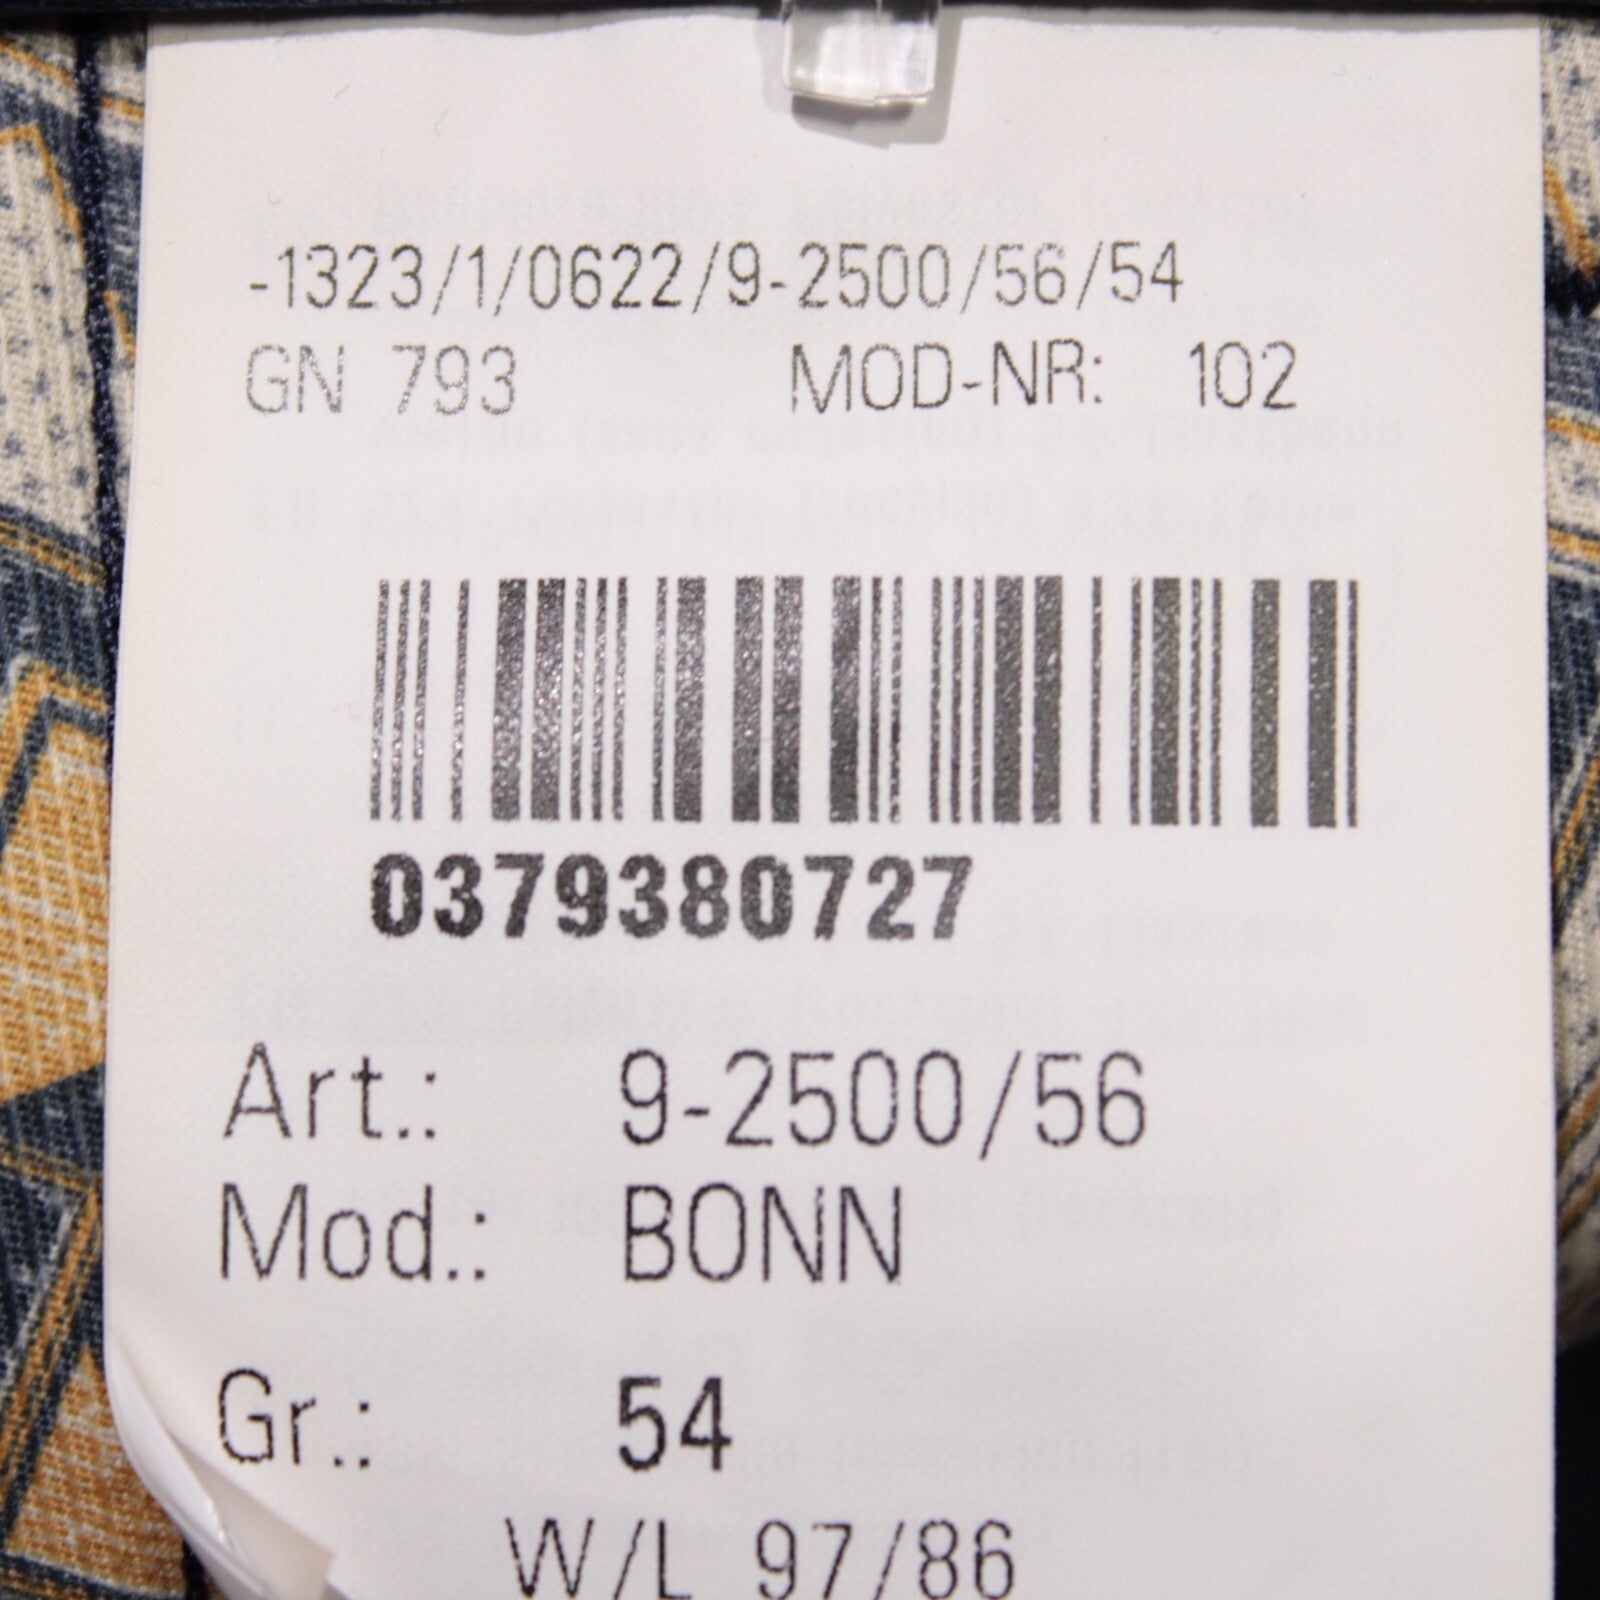 -1323/1/0622/9-2500/56/54
GN 793 MOD-NR: 102
0379380727
Art.: 9-2500/56
Mod.: BONN
Gr.: 54
W/L 97/86